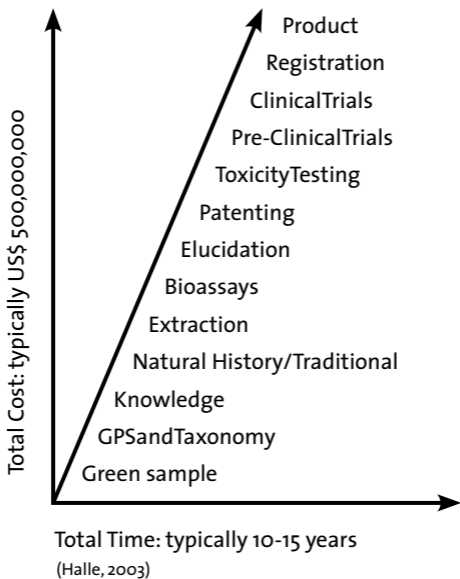 Product
Registration
ClinicalTrials
Pre-ClinicalTrials
ToxicityTesting
Patenting
Elucidation
Bioassays
Extraction
Natural History/Traditional
Knowledge
GPSandTaxonomy
Green sample
Total Cost: typically US$ 500,000,000
Total Time: typically 10-15 years
(Halle, 2003)